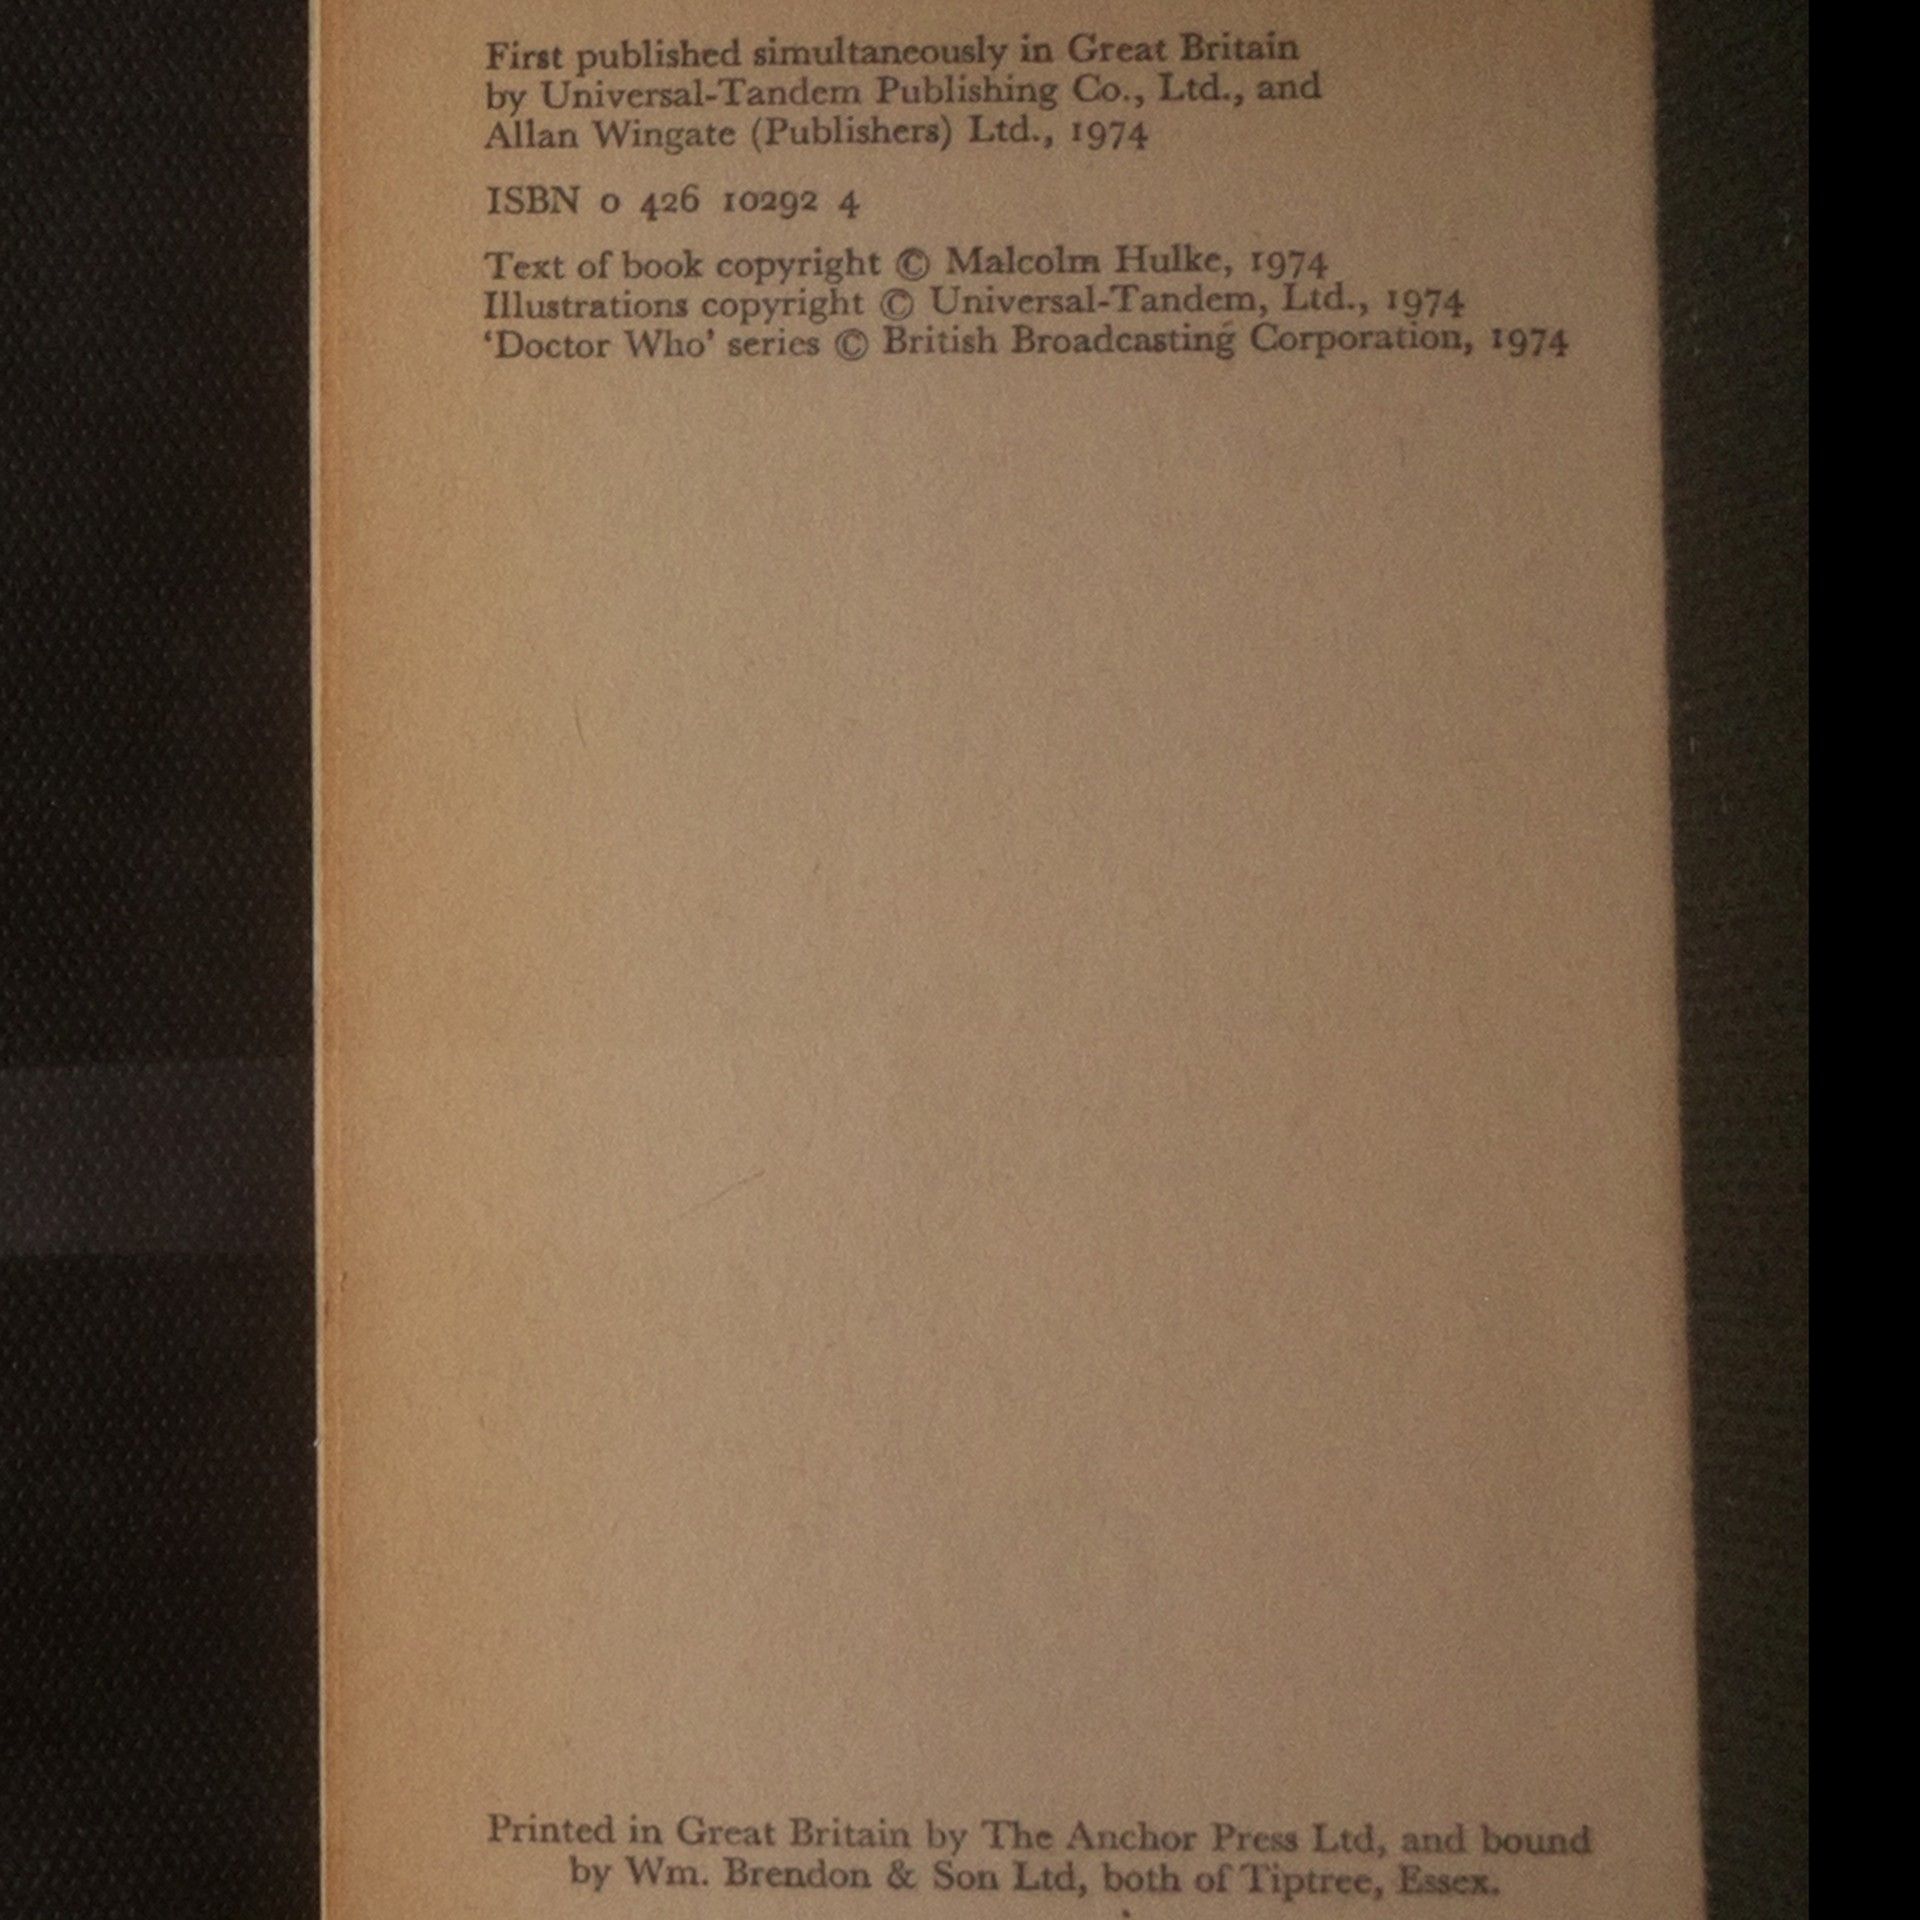 First published simultaneously in Great Britain
by Universal-Tandem Publishing Co., Ltd., and
Allan Wingate (Publishers) Ltd., 1974
ISBN 0 426 10292 4
Text of book copyright © Malcolm Hulke, 1974
Illustrations copyright © Universal-Tandem, Ltd., 1974
‘Doctor Who’ series © British Broadcasting Corporation, 1974
Printed in Great Britain by The Anchor Press Ltd, and bound
by Wm. Brendon & Son Ltd, both of Tiptree, Essex.